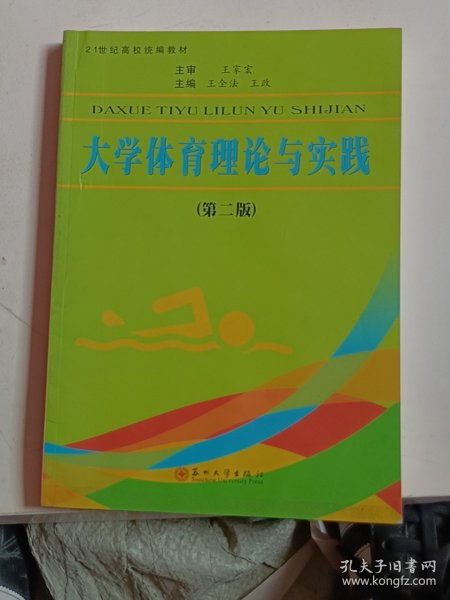 21世纪高校统编教材
主审 王家宏
主编 王全法 王政
DAXUE TIYU LILUN YU SHIJIAN
大学体育理论与实践
(第二版)
苏州大学出版社
Soochow University Press
孔夫子旧书网
www.kongfz.com